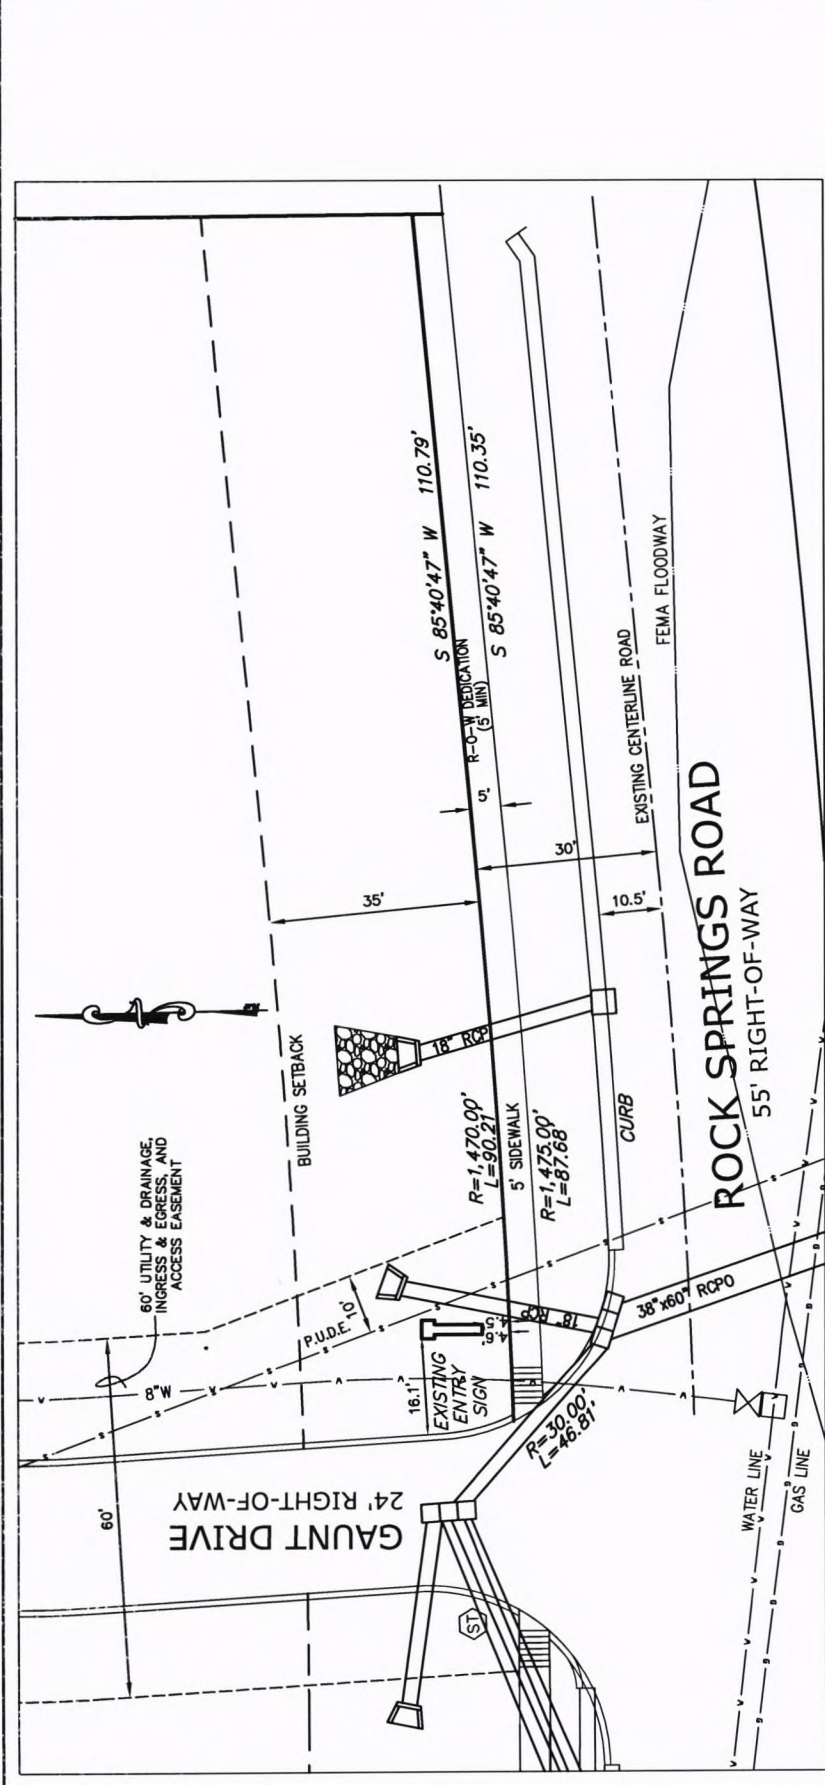 60' UTILITY & DRAINAGE,
INGRESS & EGRESS, AND
ACCESS EASEMENT
BUILDING SETBACK
35'
S 85°40'47" W 110.79'
R-O-W DEDICATION
(5' MIN)
S 85°40'47" W 110.35'
5'
30'
10.5'
EXISTING CENTERLINE ROAD
FEMA FLOODWAY
ROCK SPRINGS ROAD
55' RIGHT-OF-WAY
18" RCP
R=1,470.00'
L=90.21'
5' SIDEWALK
R=1,475.00'
L=87.68'
CURB
P.U.D.E. 10'
8"W
16.1'
EXISTING
ENTRY
SIGN
4.5'
4.6'
18" RCP
38"x60" RCPO
R=30.00'
L=46.81'
60'
GAUNT DRIVE
24' RIGHT-OF-WAY
ST
WATER LINE
GAS LINE